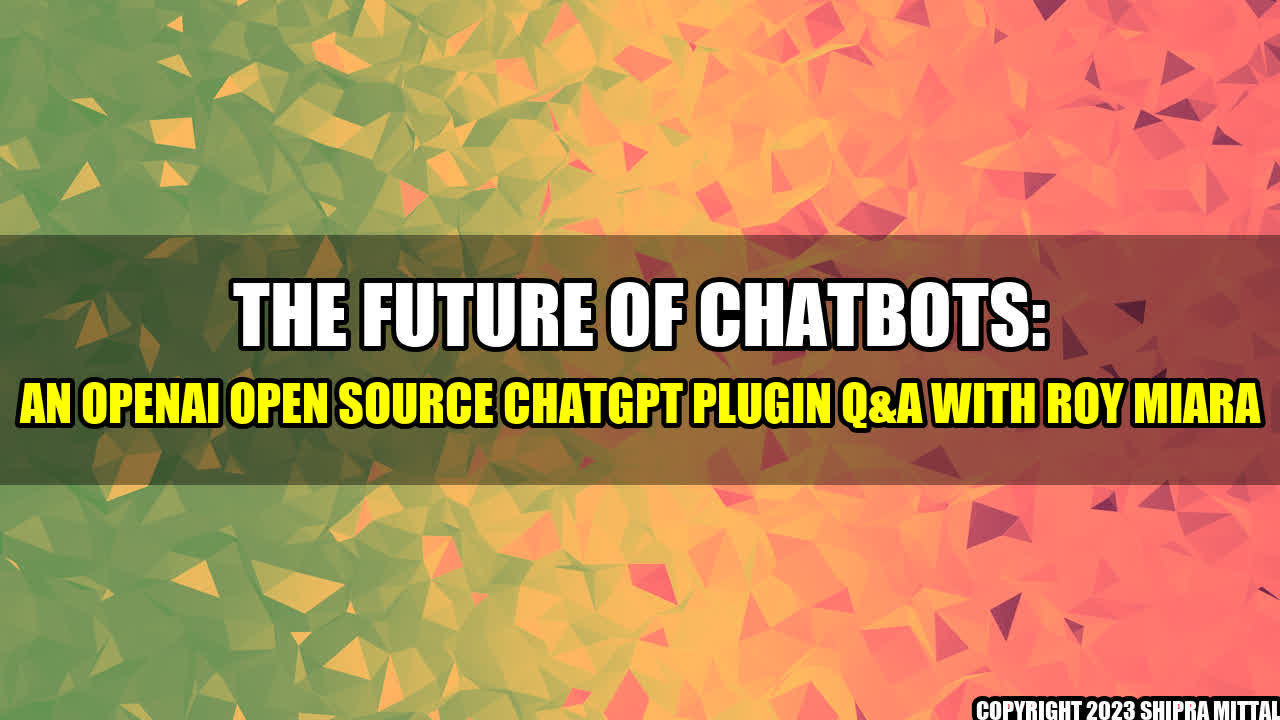 THE FUTURE OF CHATBOTS:
AN OPENAI OPEN SOURCE CHATGPT PLUGIN Q&A WITH ROY MIARA
COPYRIGHT 2023 SHIPRA MITTAL